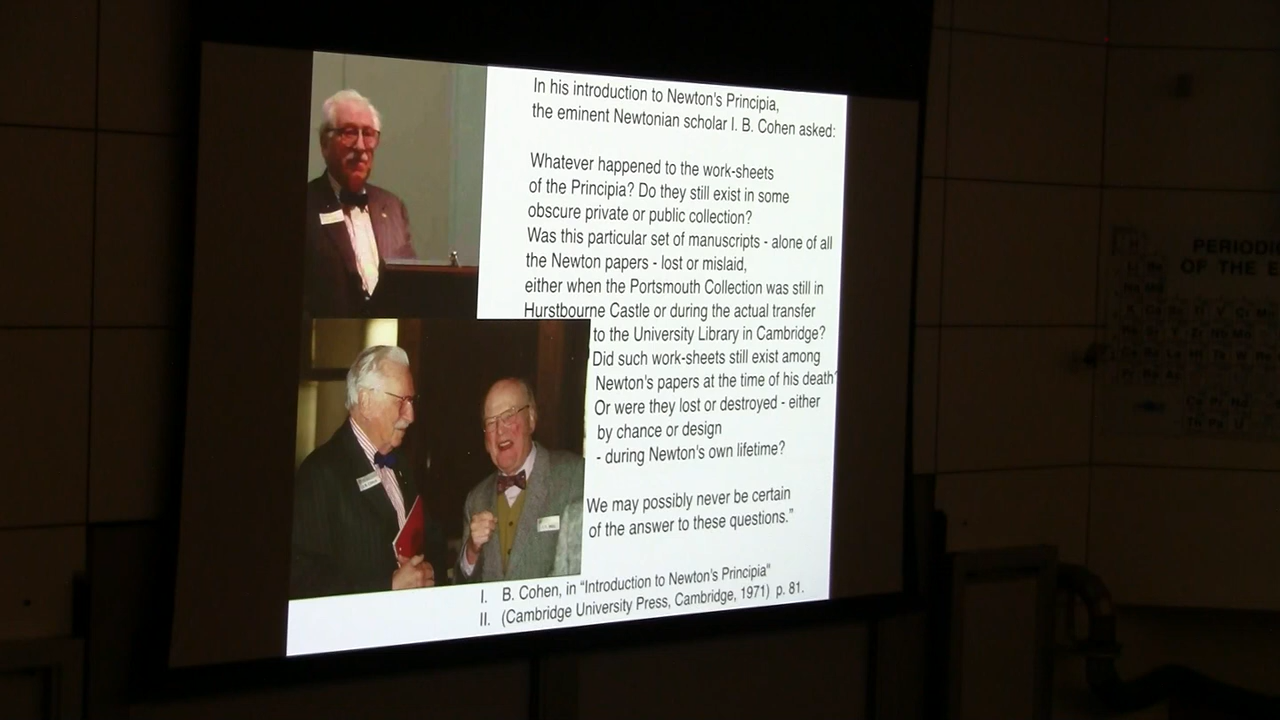 In his introduction to Newton's Principia,
the eminent Newtonian scholar I. B. Cohen asked:
Whatever happened to the work-sheets
of the Principia? Do they still exist in some
obscure private or public collection?
Was this particular set of manuscripts - alone of all
the Newton papers - lost or mislaid,
either when the Portsmouth Collection was still in
Hurstbourne Castle or during the actual transfer
to the University Library in Cambridge?
Did such work-sheets still exist among
Newton's papers at the time of his death?
Or were they lost or destroyed - either
by chance or design
- during Newton's own lifetime?
We may possibly never be certain
of the answer to these questions.”
I. B. Cohen, in “Introduction to Newton's Principia”
II. (Cambridge University Press, Cambridge, 1971) p. 81.
PERIODI
OF THE E